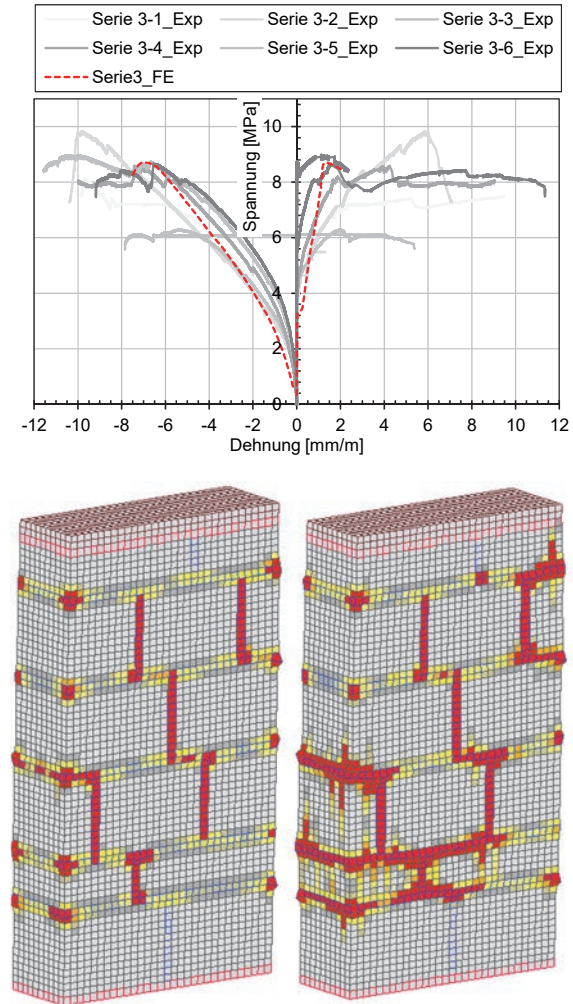 Serie 3-1_Exp Serie 3-2_Exp Serie 3-3_Exp
Serie 3-4_Exp Serie 3-5_Exp Serie 3-6_Exp
Serie3_FE
Spannung [MPa]
10
8
6
4
2
0
-12 -10 -8 -6 -4 -2 0 2 4 6 8 10 12
Dehnung [mm/m]